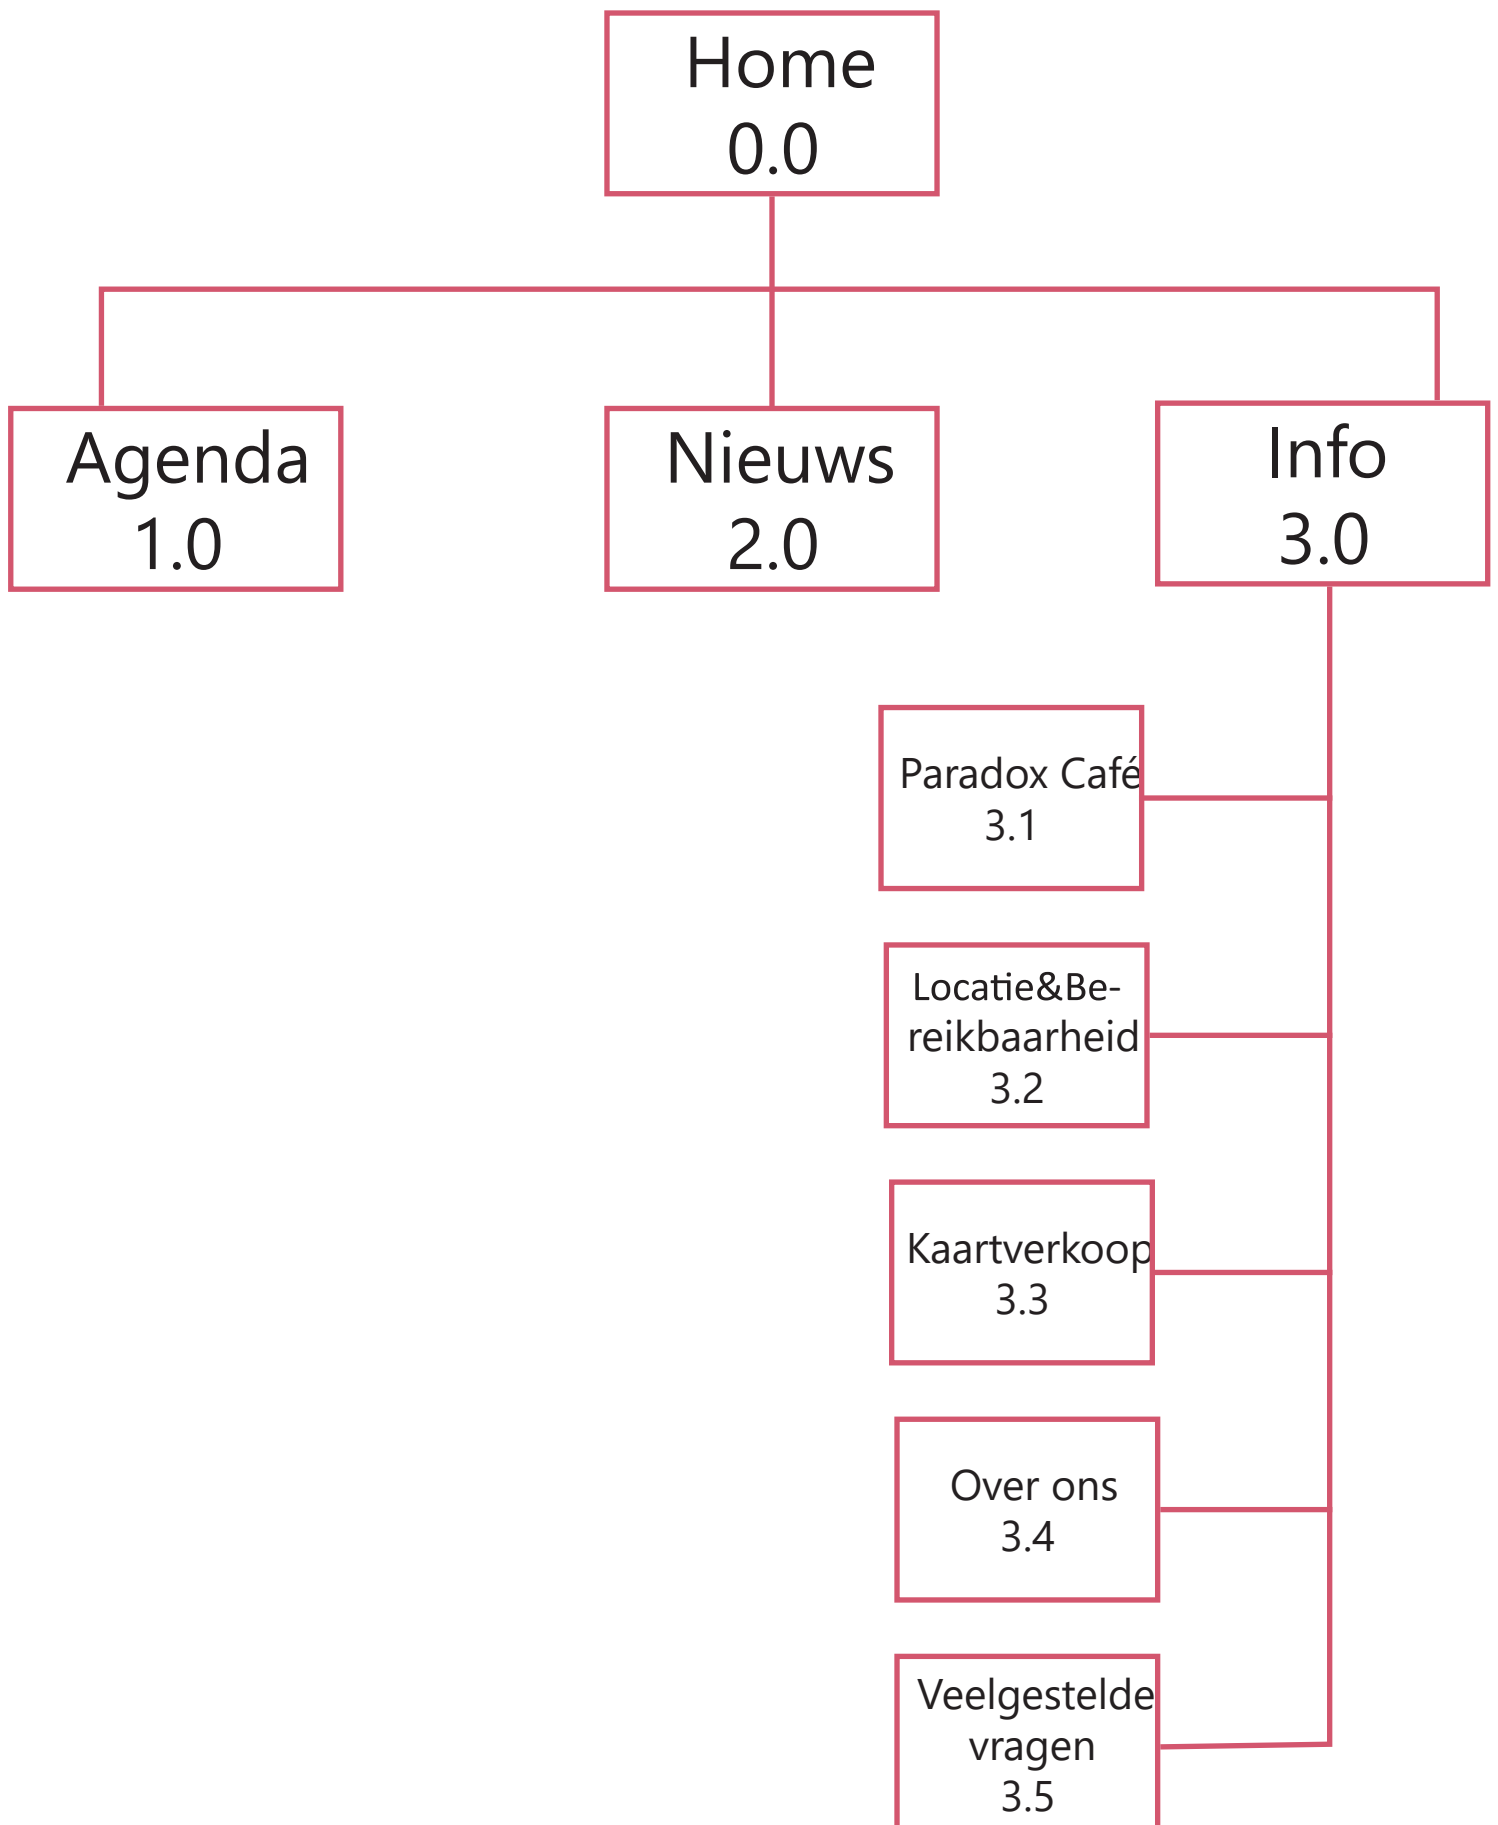 Home
0.0
Agenda
1.0
Nieuws
2.0
Info
3.0
Paradox Café
3.1
Locatie&Be-
reikbaarheid
3.2
Kaartverkoop
3.3
Over ons
3.4
Veelgestelde
vragen
3.5